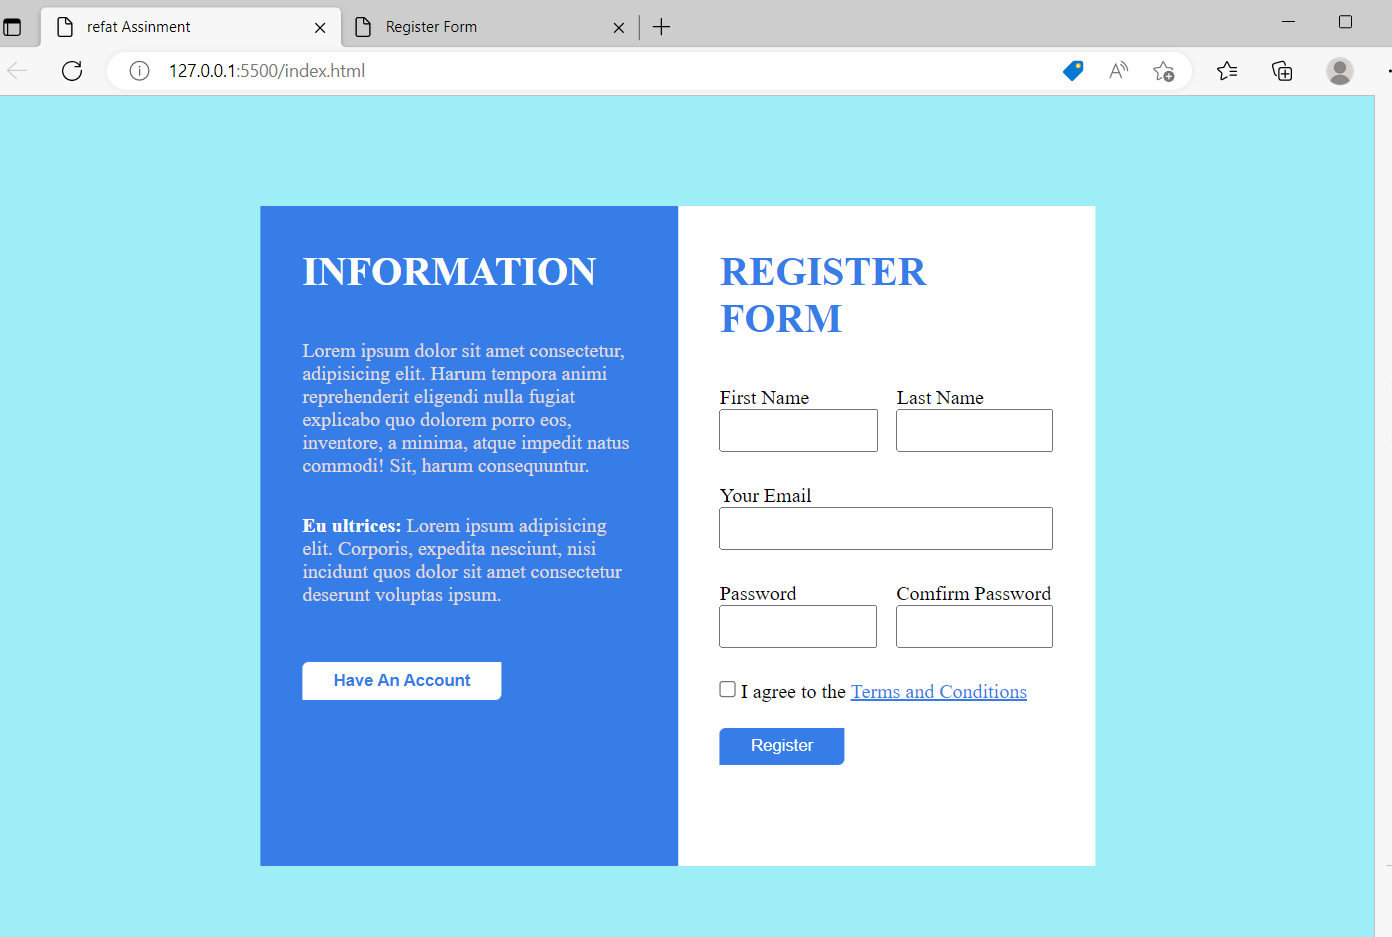 refat Assinment
Register Form
127.0.0.1:5500/index.html
INFORMATION
Lorem ipsum dolor sit amet consectetur,
adipisicing elit. Harum tempora animi
reprehenderit eligendi nulla fugiat
explicabo quo dolorem porro eos,
inventore, a minima, atque impedit natus
commodi! Sit, harum consequuntur.
Eu ultrices: Lorem ipsum adipisicing
elit. Corporis, expedita nesciunt, nisi
incidunt quos dolor sit amet consectetur
deserunt voluptas ipsum.
Have An Account
REGISTER
FORM
First Name
Last Name
Your Email
Password
Comfirm Password
I agree to the Terms and Conditions
Register